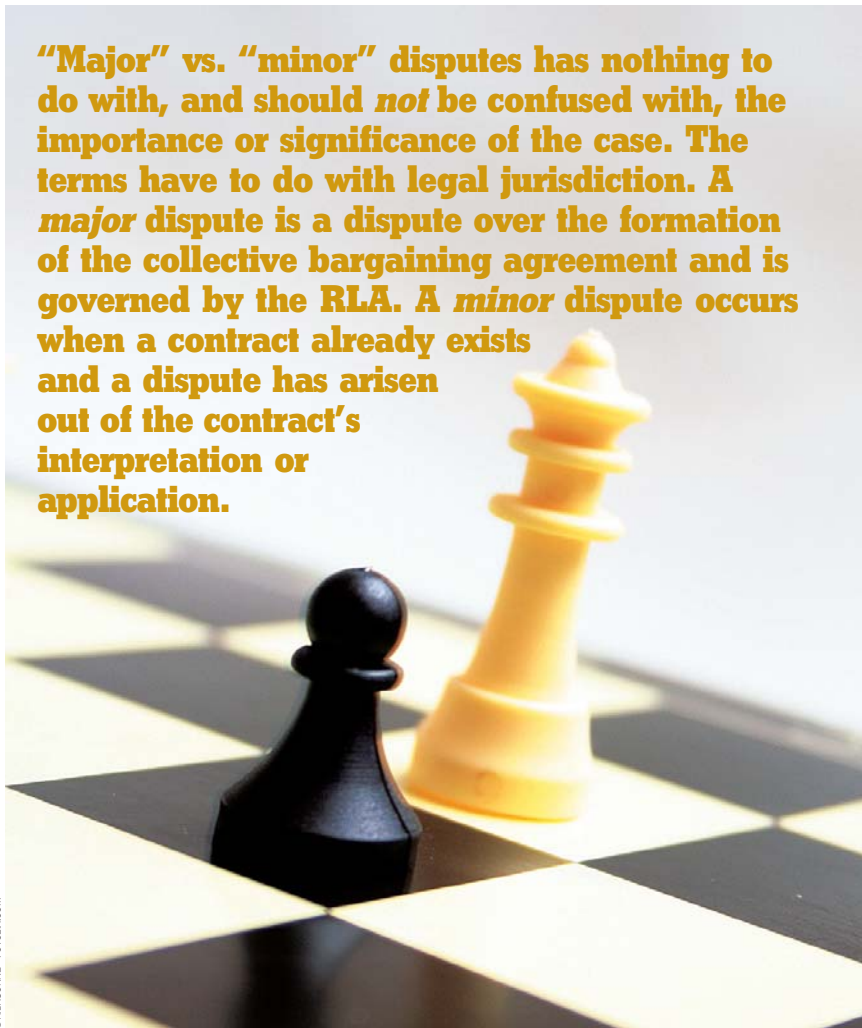 “Major” vs. “minor” disputes has nothing to
do with, and should not be confused with, the
importance or significance of the case. The
terms have to do with legal jurisdiction. A
major dispute is a dispute over the formation
of the collective bargaining agreement and is
governed by the RLA. A minor dispute occurs
when a contract already exists
and a dispute has arisen
out of the contract’s
interpretation or
application.